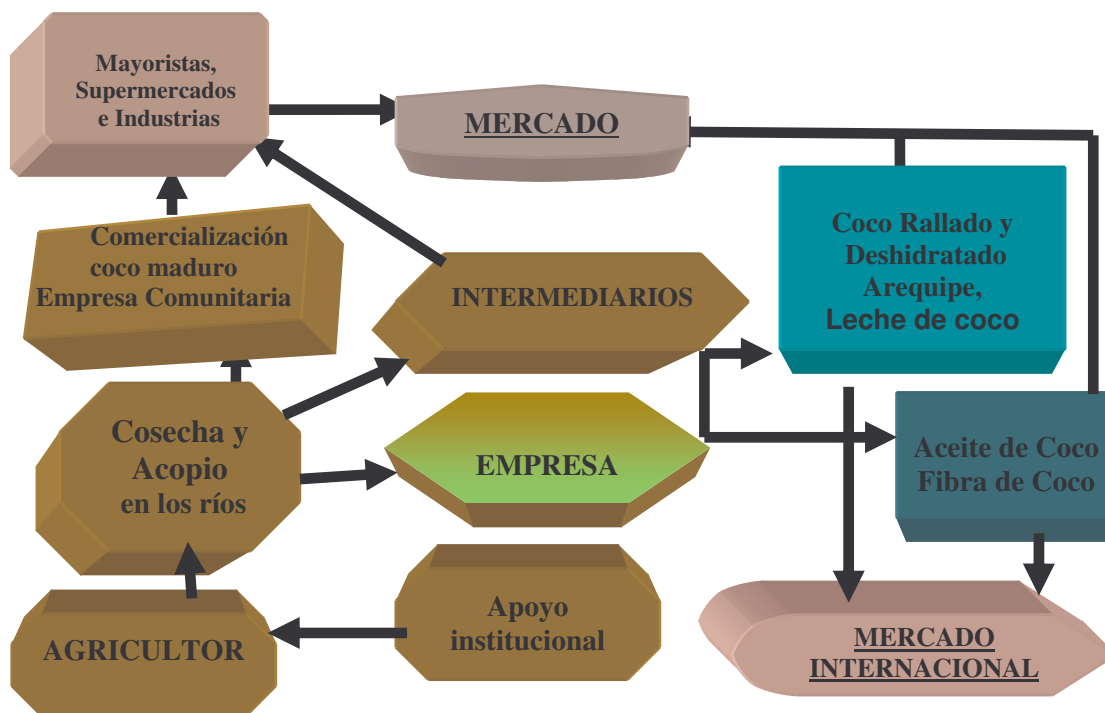 Mayoristas,
Supermercados
e Industrias
MERCADO
Comercialización
coco maduro
Empresa Comunitaria
INTERMEDIARIOS
Coco Rallado y
Deshidratado
Arequipe,
Leche de coco
Cosecha y
Acopio
en los ríos
EMPRESA
Aceite de Coco
Fibra de Coco
AGRICULTOR
Apoyo
institucional
MERCADO
INTERNACIONAL